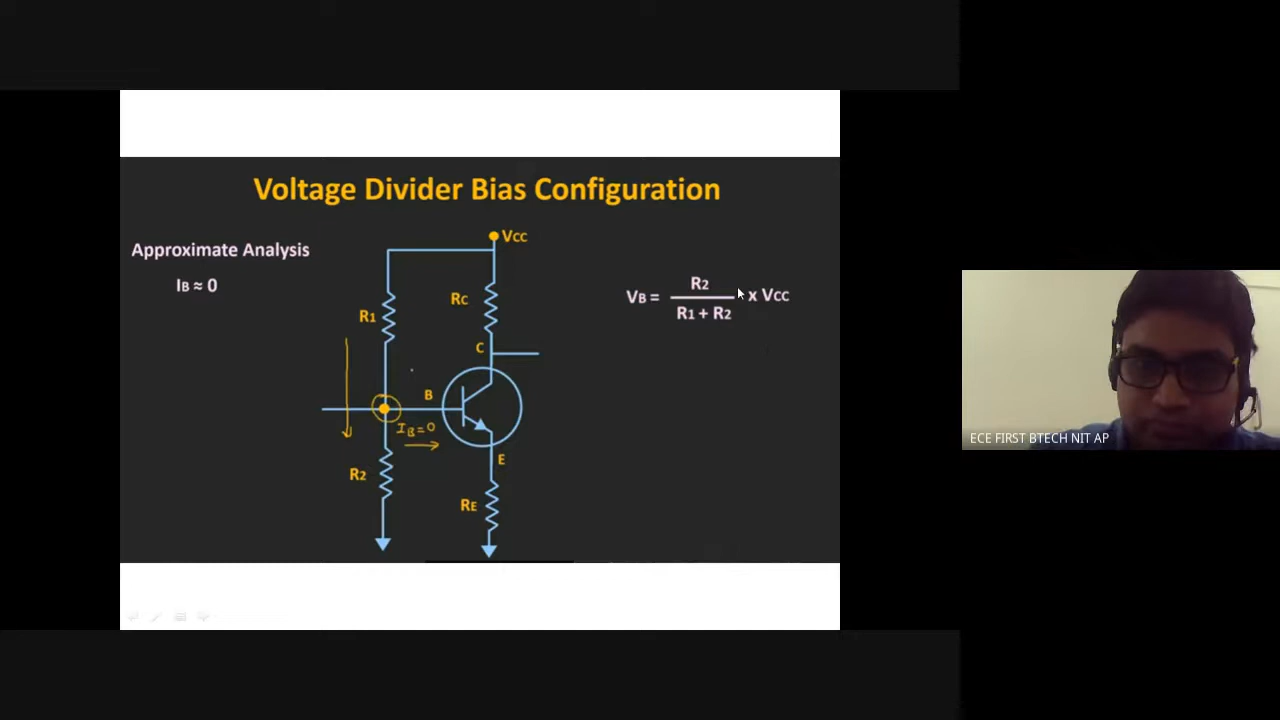 Voltage Divider Bias Configuration
Approximate Analysis
IB ≈ 0
VCC
RC
R1
C
B
IB=0
R2
E
RE
VB = R2 / R1 + R2 x VCC
ECE FIRST BTECH NIT AP